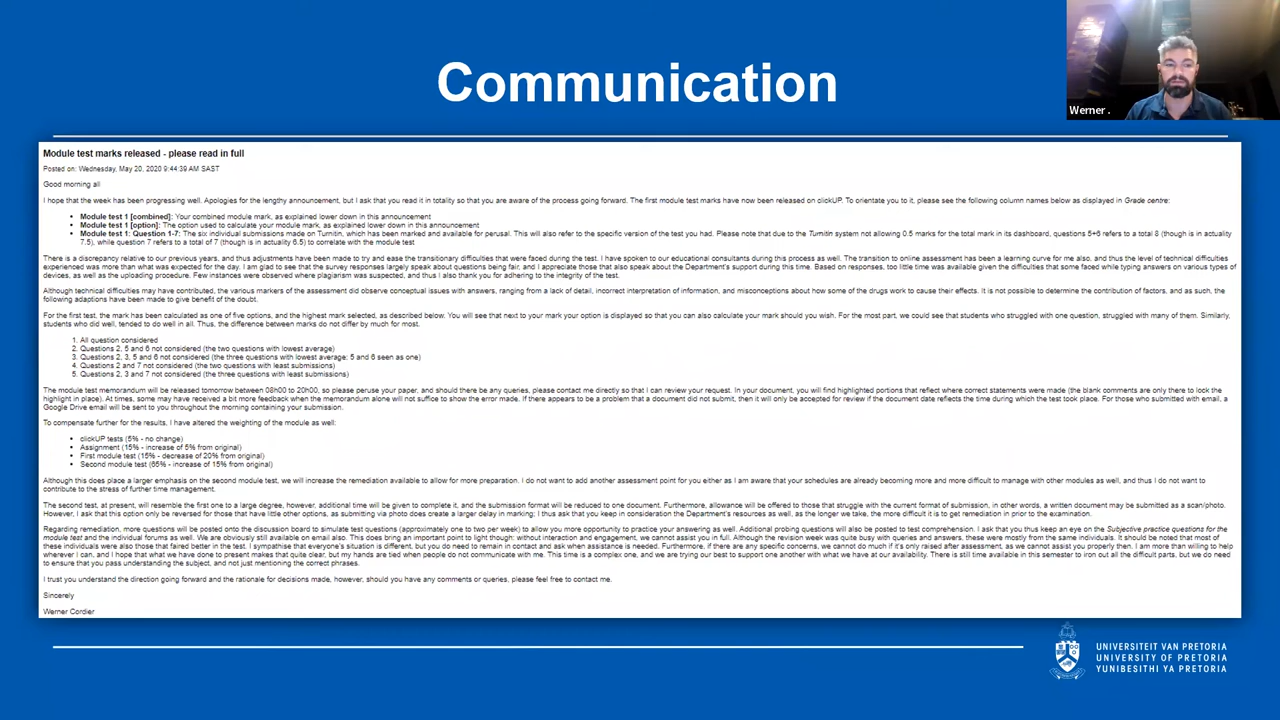 Communication
Werner .
Module test marks released - please read in full
Posted on: Wednesday, May 20, 2020 9:44:39 AM SAST
Good morning all
I hope that the week has been progressing well. Apologies for the lengthy announcement, but I ask that you read it in totality so that you are aware of the process going forward. The first module test marks have now been released on clickUP. To orientate you to it, please see the following column names below as displayed in Grade centre:
• Module test 1 [combined]: Your combined module mark, as explained lower down in this announcement
• Module test 1 [option]: The option used to calculate your module mark, as explained lower down in this announcement
• Module test 1: Question 1-7: The six individual submissions made on Turnitin, which has been marked and available for perusal. This will also refer to the specific version of the test you had. Please note that due to the Turnitin system not allowing 0.5 marks for the total mark in its dashboard, questions 5+6 refers to a total 8 (though is in actuality
7.5), while question 7 refers to a total of 7 (though is in actuality 6.5) to correlate with the module test
There is a discrepancy relative to our previous years, and thus adjustments have been made to try and ease the transitionary difficulties that were faced during the test. I have spoken to our educational consultants during this process as well. The transition to online assessment has been a learning curve for me also, and thus the level of technical difficulties
experienced was more than what was expected for the day. I am glad to see that the survey responses largely speak about questions being fair, and I appreciate those that also speak about the Department's support during this time. Based on responses, too little time was available given the difficulties that some faced while typing answers on various types of
devices, as well as the uploading procedure. Few instances were observed where plagiarism was suspected, and thus I also thank you for adhering to the integrity of the test.
Although technical difficulties may have contributed, the various markers of the assessment did observe conceptual issues with answers, ranging from a lack of detail, incorrect interpretation of information, and misconceptions about how some of the drugs work to cause their effects. It is not possible to determine the contribution of factors, and as such, the
following adaptions have been made to give benefit of the doubt.
For the first test, the mark has been calculated as one of five options, and the highest mark selected, as described below. You will see that next to your mark your option is displayed so that you can also calculate your mark should you wish. For the most part, we could see that students who struggled with one question, struggled with many of them. Similarly,
students who did well, tended to do well in all. Thus, the difference between marks do not differ by much for most.
1. All question considered
2. Questions 2, 5 and 6 not considered (the two questions with lowest average)
3. Questions 2, 3, 5 and 6 not considered (the three questions with lowest average: 5 and 6 seen as one)
4. Questions 2 and 7 not considered (the two questions with least submissions)
5. Questions 2, 3 and 7 not considered (the three questions with least submissions)
The module test memorandum will be released tomorrow between 08h00 to 20h00, so please peruse your paper, and should there be any queries, please contact me directly so that I can review your request. In your document, you will find highlighted portions that reflect where correct statements were made (the blank comments are only there to lock the
highlight in place). At times, some may have received a bit more feedback when the memorandum alone will not suffice to show the error made. If there appears to be a problem that a document did not submit, then it will only be accepted for review if the document date reflects the time during which the test took place. For those who submitted with email, a
Google Drive email will be sent to you throughout the morning containing your submission.
To compensate further for the results, I have altered the weighting of the module as well:
• clickUP tests (5% - no change)
• Assignment (15% - increase of 5% from original)
• First module test (15% - decrease of 20% from original)
• Second module test (65% - increase of 15% from original)
Although this does place a larger emphasis on the second module test, we will increase the remediation available to allow for more preparation. I do not want to add another assessment point for you either as I am aware that your schedules are already becoming more and more difficult to manage with other modules as well, and thus I do not want to
contribute to the stress of further time management.
The second test, at present, will resemble the first one to a large degree, however, additional time will be given to complete it, and the submission format will be reduced to one document. Furthermore, allowance will be offered to those that struggle with the current format of submission, in other words, a written document may be submitted as a scan/photo.
However, I ask that this option only be reversed for those that have little other options, as submitting via photo does create a larger delay in marking; I thus ask that you keep in consideration the Department's resources as well, as the longer we take, the more difficult it is to get remediation in prior to the examination.
Regarding remediation, more questions will be posted onto the discussion board to simulate test questions (approximately one to two per week) to allow you more opportunity to practice your answering as well. Additional probing questions will also be posted to test comprehension. I ask that you thus keep an eye on the Subjective practice questions for the
module test and the individual forums as well. We are obviously still available on email also. This does bring an important point to light though: without interaction and engagement, we cannot assist you in full. Although the revision week was quite busy with queries and answers, these were mostly from the same individuals. It should be noted that most of
these individuals were also those that faired better in the test. I sympathise that everyone's situation is different, but you do need to remain in contact and ask when assistance is needed. Furthermore, if there are any specific concerns, we cannot do much if it's only raised after assessment, as we cannot assist you properly then. I am more than willing to help
wherever I can, and I hope that what we have done to present makes that quite clear, but my hands are tied when people do not communicate with me. This time is a complex one, and we are trying our best to support one another with what we have at our availability. There is still time available in this semester to iron out all the difficult parts, but we do need
to ensure that you pass understanding the subject, and not just mentioning the correct phrases.
I trust you understand the direction going forward and the rationale for decisions made, however, should you have any comments or queries, please feel free to contact me.
Sincerely
Werner Cordier
UNIVERSITEIT VAN PRETORIA
UNIVERSITY OF PRETORIA
YUNIBESITHI YA PRETORIA